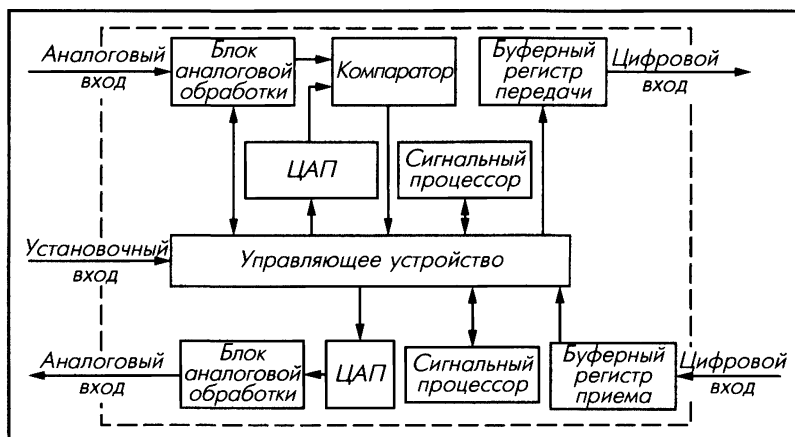 Аналоговый
вход
Блок
аналоговой
обработки
Компаратор
Буферный
регистр
передачи
Цифровой
вход
ЦАП
Сигнальный
процессор
Установочный
вход
Управляющее устройство
Аналоговый
вход
Блок
аналоговой
обработки
ЦАП
Сигнальный
процессор
Буферный
регистр
приема
Цифровой
вход